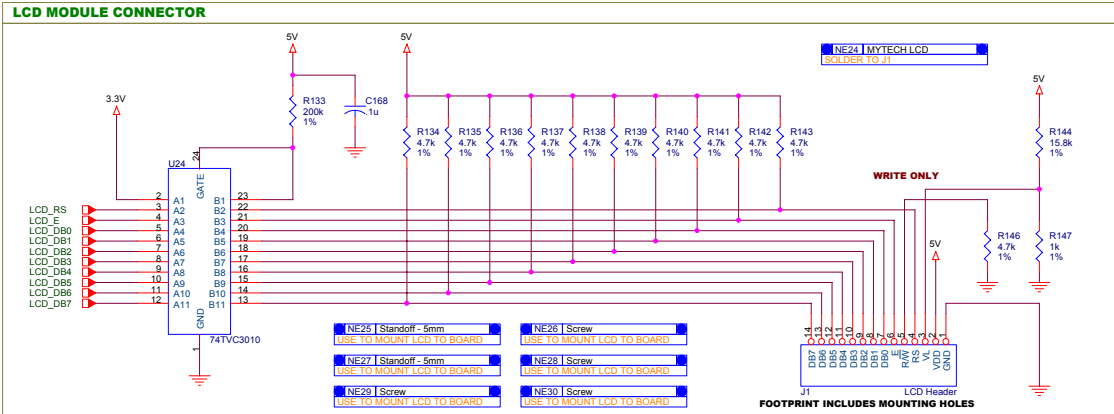 LCD MODULE CONNECTOR
5V
5V
NE24 MYTECH LCD
SOLDER TO J1
5V
3.3V
R133
200k
1%
C168
.1u
R134
4.7k
1%
R135
4.7k
1%
R136
4.7k
1%
R137
4.7k
1%
R138
4.7k
1%
R139
4.7k
1%
R140
4.7k
1%
R141
4.7k
1%
R142
4.7k
1%
R143
4.7k
1%
R144
15.8k
1%
WRITE ONLY
U24
24
GATE
2 A1 B1 23
LCD_RS 3 A2 B2 22
LCD_E 4 A3 B3 21
LCD_DB0 5 A4 B4 20
LCD_DB1 6 A5 B5 19
LCD_DB2 7 A6 B6 18
LCD_DB3 8 A7 B7 17
LCD_DB4 9 A8 B8 16
LCD_DB5 10 A9 B9 15
LCD_DB6 11 A10 B10 14
LCD_DB7 12 A11 B11 13
GND
1
74TVC3010
5V
R146
4.7k
1%
R147
1k
1%
NE25 Standoff - 5mm
USE TO MOUNT LCD TO BOARD
NE26 Screw
USE TO MOUNT LCD TO BOARD
NE27 Standoff - 5mm
USE TO MOUNT LCD TO BOARD
NE28 Screw
USE TO MOUNT LCD TO BOARD
NE29 Screw
USE TO MOUNT LCD TO BOARD
NE30 Screw
USE TO MOUNT LCD TO BOARD
14 13 12 11 10 9 8 7 6 5 4 3 2 1
DB7 DB6 DB5 DB4 DB3 DB2 DB1 DB0 E R/W RS VL VDD GND
J1 LCD Header
FOOTPRINT INCLUDES MOUNTING HOLES